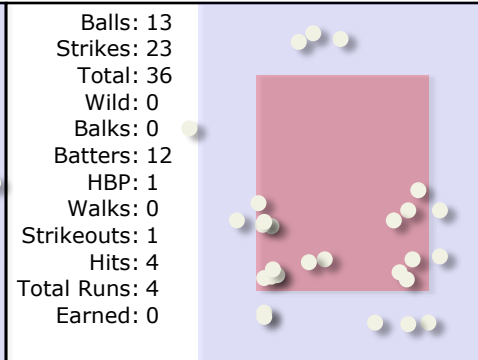 Balls: 13
Strikes: 23
Total: 36
Wild: 0
Balks: 0
Batters: 12
HBP: 1
Walks: 0
Strikeouts: 1
Hits: 4
Total Runs: 4
Earned: 0